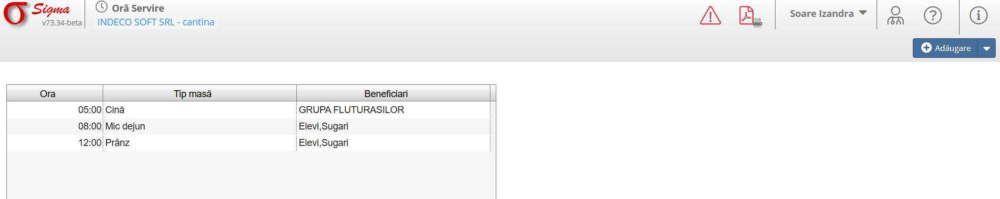 σ Sigma
v73.34-beta
Oră Servire
INDECO SOFT SRL - cantina
Soare Izandra
Adăugare
Ora Tip masă Beneficiari
05:00 Cină GRUPA FLUTURASILOR
08:00 Mic dejun Elevi,Sugari
12:00 Prânz Elevi,Sugari